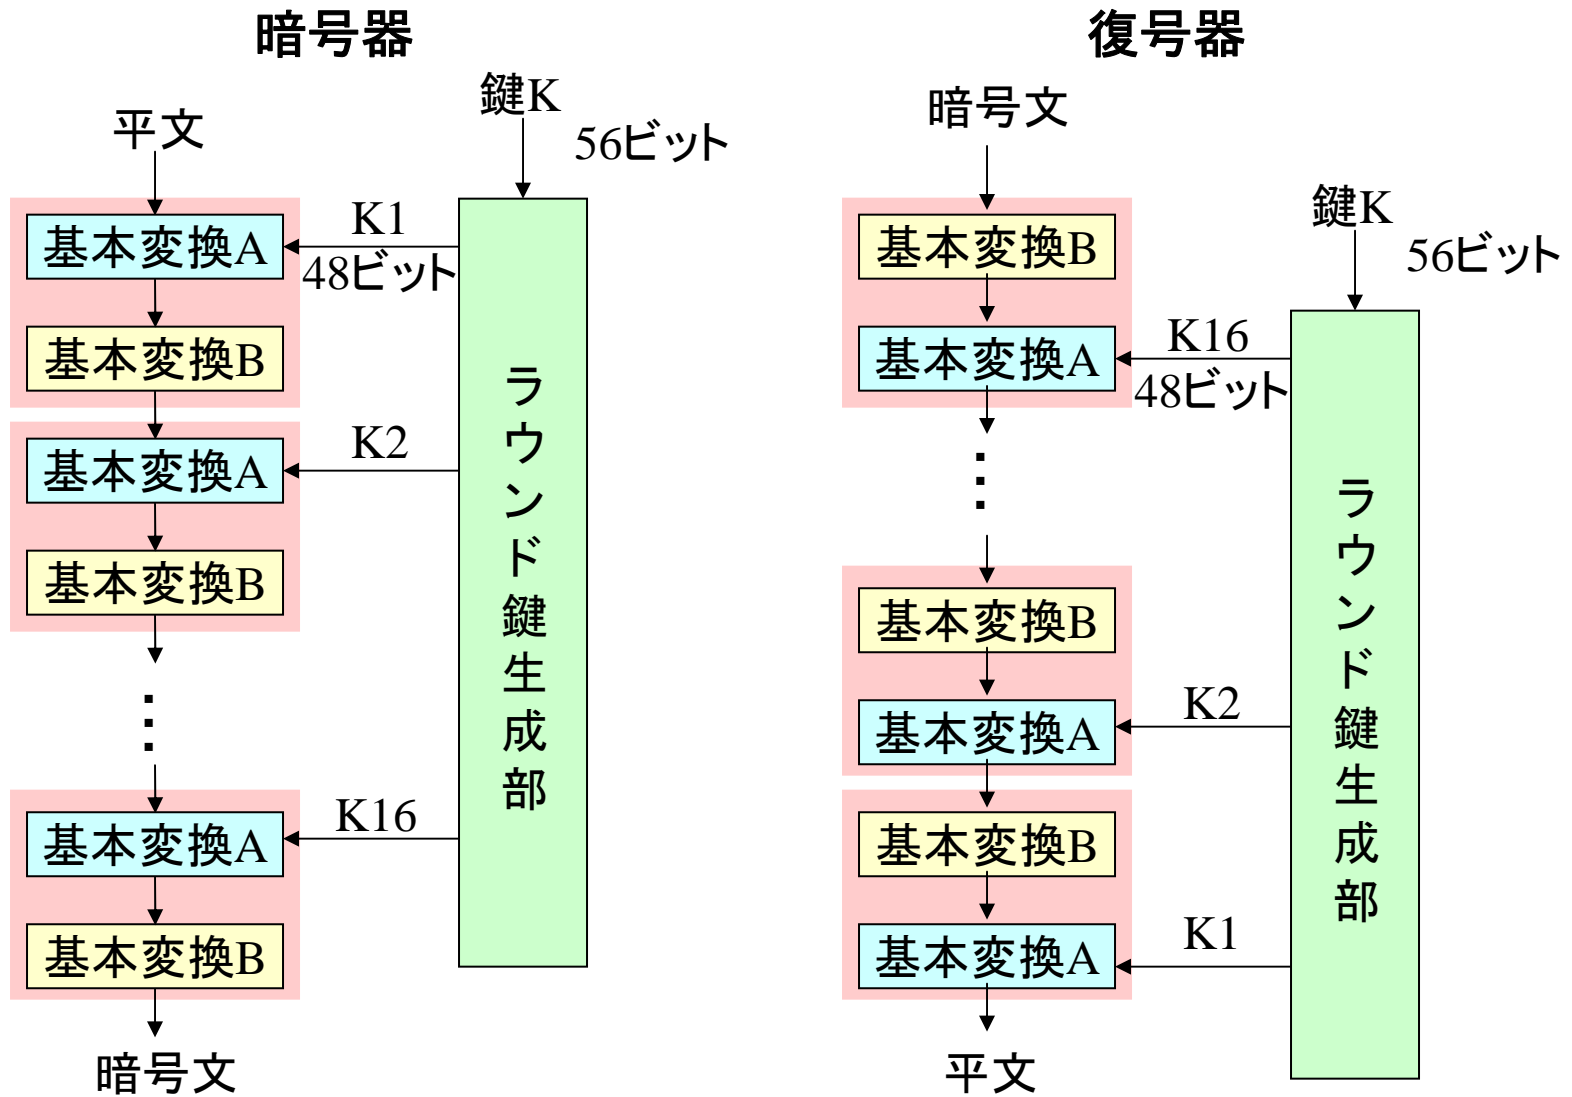 暗号器
平文
鍵K
56ビット
基本変換A
K1
48ビット
基本変換B
基本変換A
K2
基本変換B
⋮
基本変換A
K16
基本変換B
暗号文
ラウンド鍵生成部
復号器
暗号文
鍵K
56ビット
基本変換B
基本変換A
K16
48ビット
⋮
基本変換B
基本変換A
K2
基本変換B
基本変換A
K1
平文
ラウンド鍵生成部